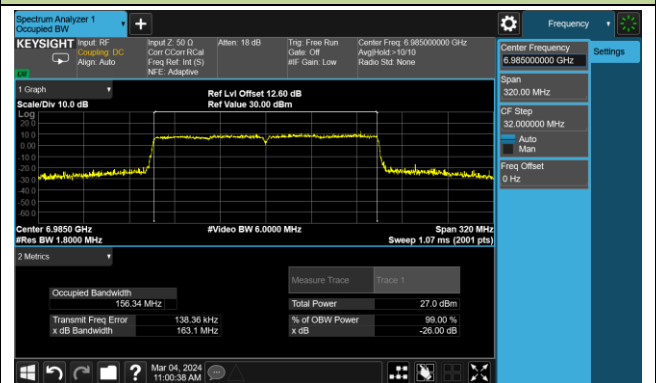 Spectrum Analyzer 1
Occupied BW
+
Frequency
KEYSIGHT
Input: RF
Coupling: DC
Align: Auto
Input Z: 50 Ω
Corr CCorr RCal
Freq Ref: Int (S)
NFE: Adaptive
Atten: 18 dB
Trig: Free Run
Gate: Off
#IF Gain: Low
Center Freq: 6.985000000 GHz
Avg|Hold:>10/10
Radio Std: None
Center Frequency
6.985000000 GHz
Settings
Span
320.00 MHz
CF Step
32.000000 MHz
Auto
Man
Freq Offset
0 Hz
1 Graph
Scale/Div 10.0 dB
Ref Lvl Offset 12.60 dB
Ref Value 30.00 dBm
Log
20.0
10.0
0.00
-10.0
-20.0
-30.0
-40.0
-50.0
-60.0
Center 6.9850 GHz
#Res BW 1.8000 MHz
#Video BW 6.0000 MHz
Span 320 MHz
Sweep 1.07 ms (2001 pts)
2 Metrics
Measure Trace Trace 1
Occupied Bandwidth
156.34 MHz
Total Power 27.0 dBm
Transmit Freq Error 138.36 kHz
% of OBW Power 99.00 %
x dB Bandwidth 163.1 MHz
x dB -26.00 dB
?
Mar 04, 2024
11:00:38 AM